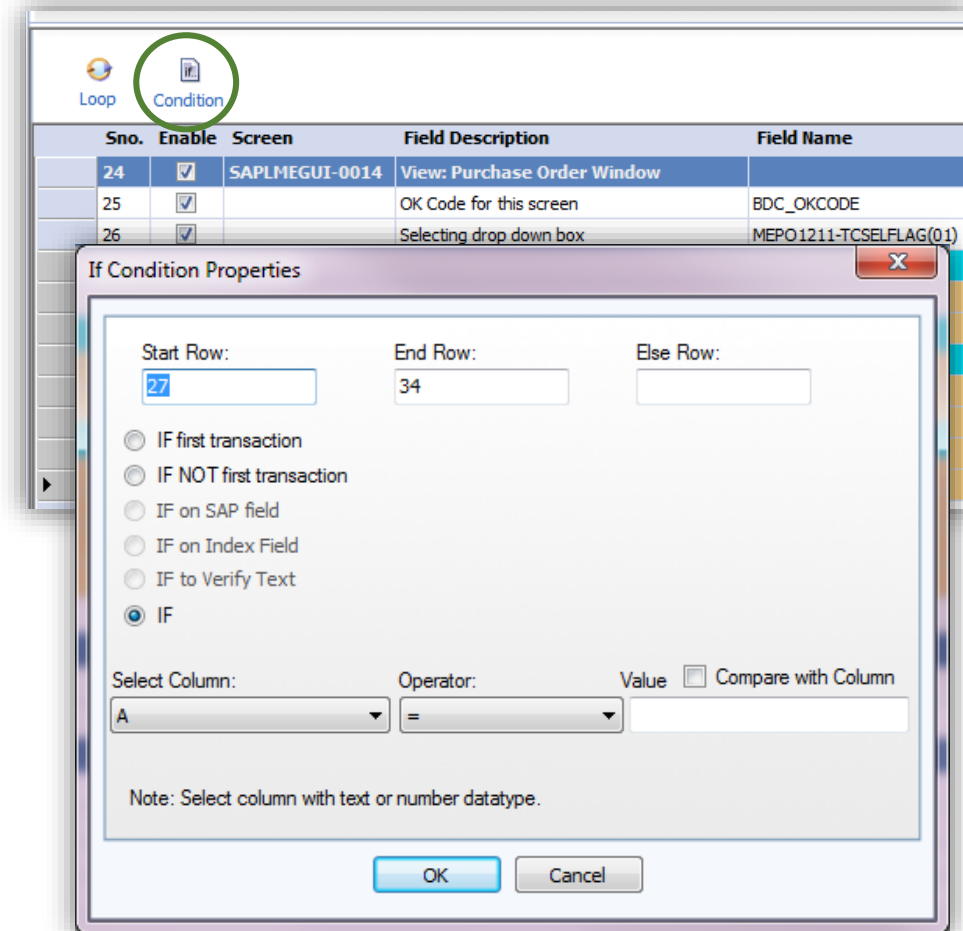 Loop Condition
Sno. Enable Screen Field Description Field Name
24 SAPLMEGUI-0014 View: Purchase Order Window
25 OK Code for this screen BDC_OKCODE
26 Selecting drop down box MEPO1211-TCSELFLAG(01)
If Condition Properties
Start Row: End Row: Else Row:
27 34
IF first transaction
IF NOT first transaction
IF on SAP field
IF on Index Field
IF to Verify Text
IF
Select Column: Operator: Value Compare with Column
A =
Note: Select column with text or number datatype.
OK Cancel